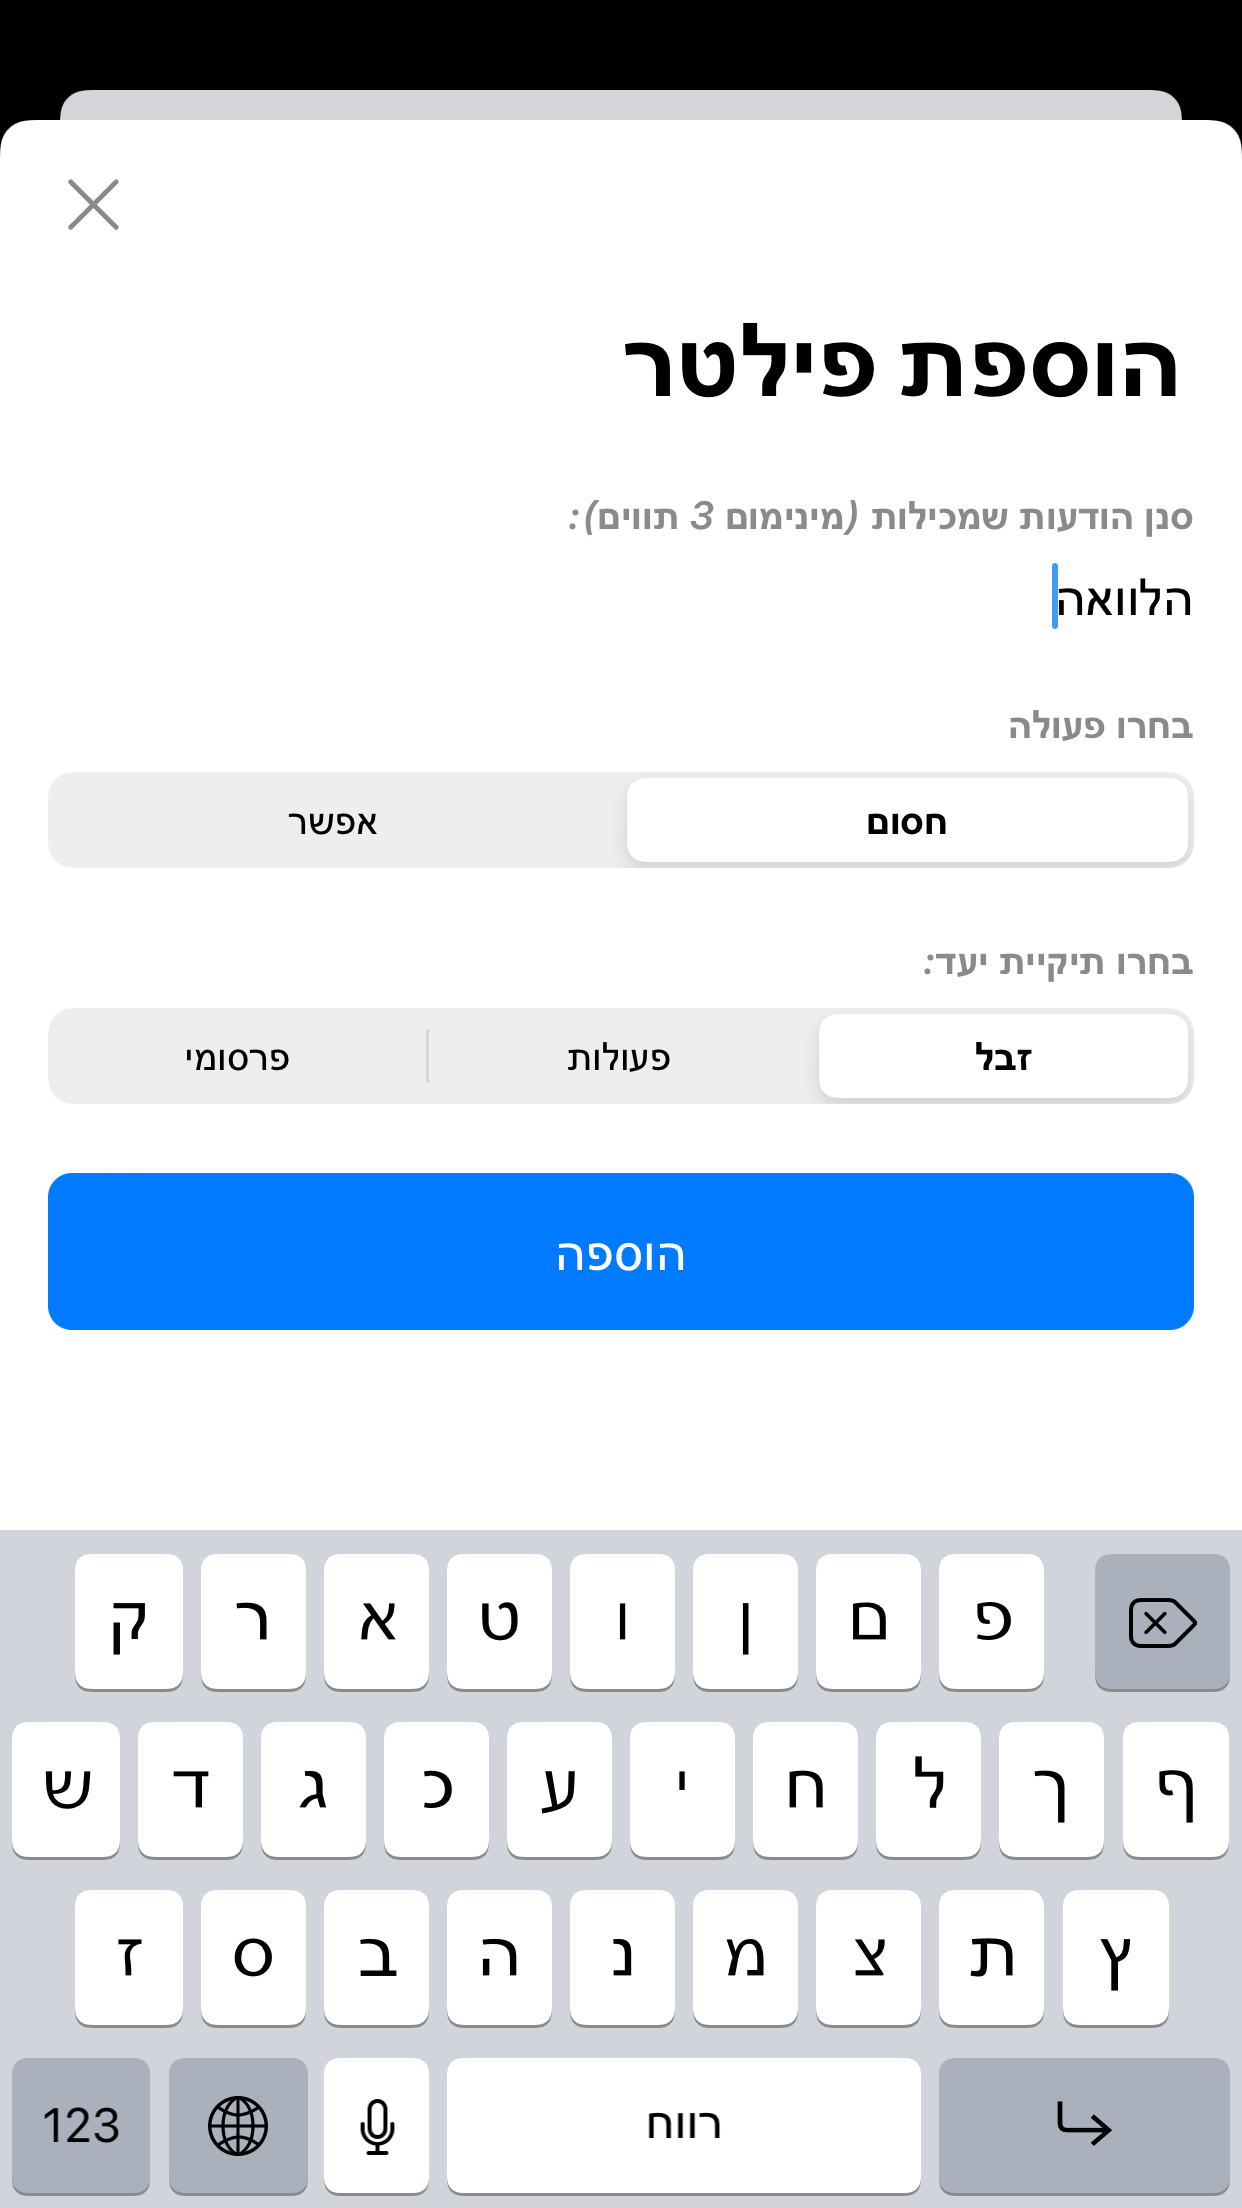 הוספת פילטר
סנן הודעות שמכילות (מינימום 3 תווים):
הלוואה
בחרו פעולה
חסום אפשר
בחרו תיקיית יעד:
זבל פעולות פרסומי
הוספה
ק ר א ט ו ן ם פ
ש ד ג כ ע י ח ל ך ף
ז ס ב ה נ מ צ ת ץ
123 רווח